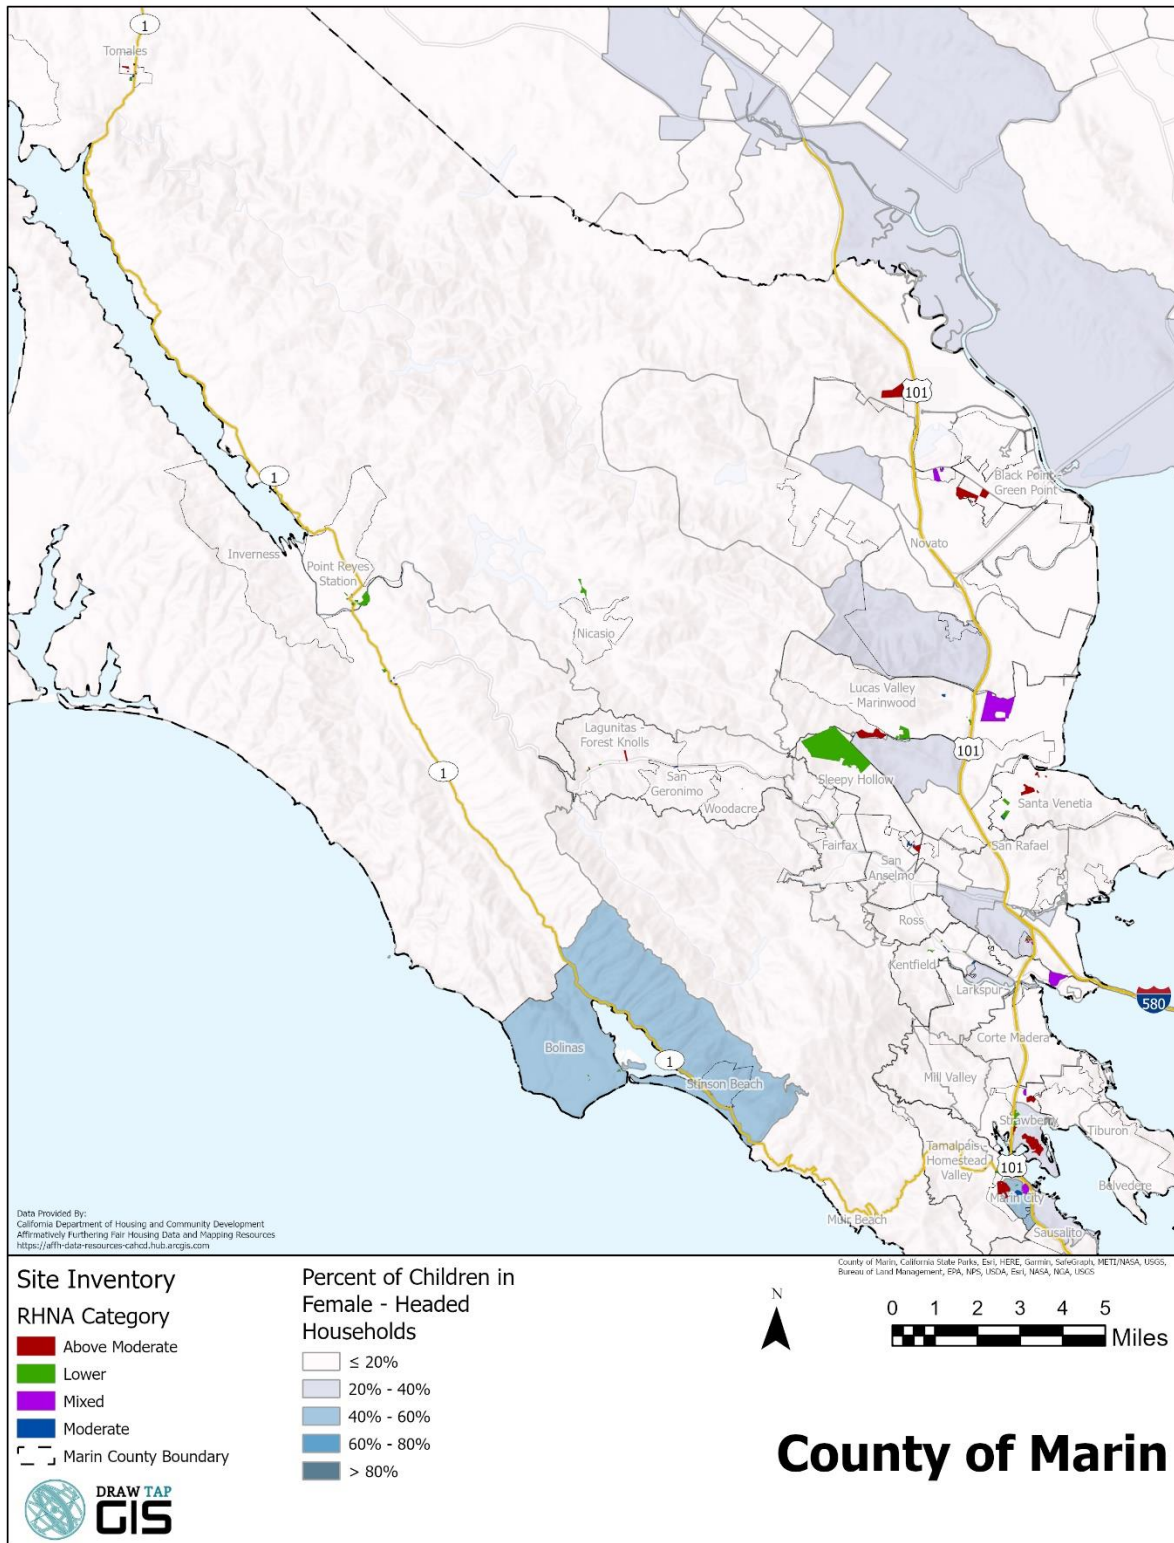 1
Tomales
101
Black Point -
Green Point
1
Novato
Inverness
Point Reyes
Station
Nicasio
Lucas Valley
- Marinwood
Lagunitas -
Forest Knolls
101
1
San
Geronimo
Sleepy Hollow
Woodacre
Santa Venetia
Fairfax
San Rafael
San
Anselmo
Ross
Kentfield
Larkspur
580
Corte Madera
Bolinas
1
Mill Valley
Stinson Beach
Strawberry
Tiburon
Tamalpais
Homestead
Valley
101
Belvedere
Marin City
Muir Beach
Sausalito
Data Provided By:
California Department of Housing and Community Development
Affirmatively Furthering Fair Housing Data and Mapping Resources
https://affh-data-resources-cahcd.hub.arcgis.com
County of Marin, California State Parks, Esri, HERE, Garmin, SafeGraph, METI/NASA, USGS,
Bureau of Land Management, EPA, NPS, USDA, Esri, NASA, NGA, USGS
Site Inventory
RHNA Category
Above Moderate
Lower
Mixed
Moderate
Marin County Boundary
DRAW TAP
GIS
Percent of Children in
Female - Headed
Households
≤ 20%
20% - 40%
40% - 60%
60% - 80%
> 80%
N
0 1 2 3 4 5
Miles
County of Marin